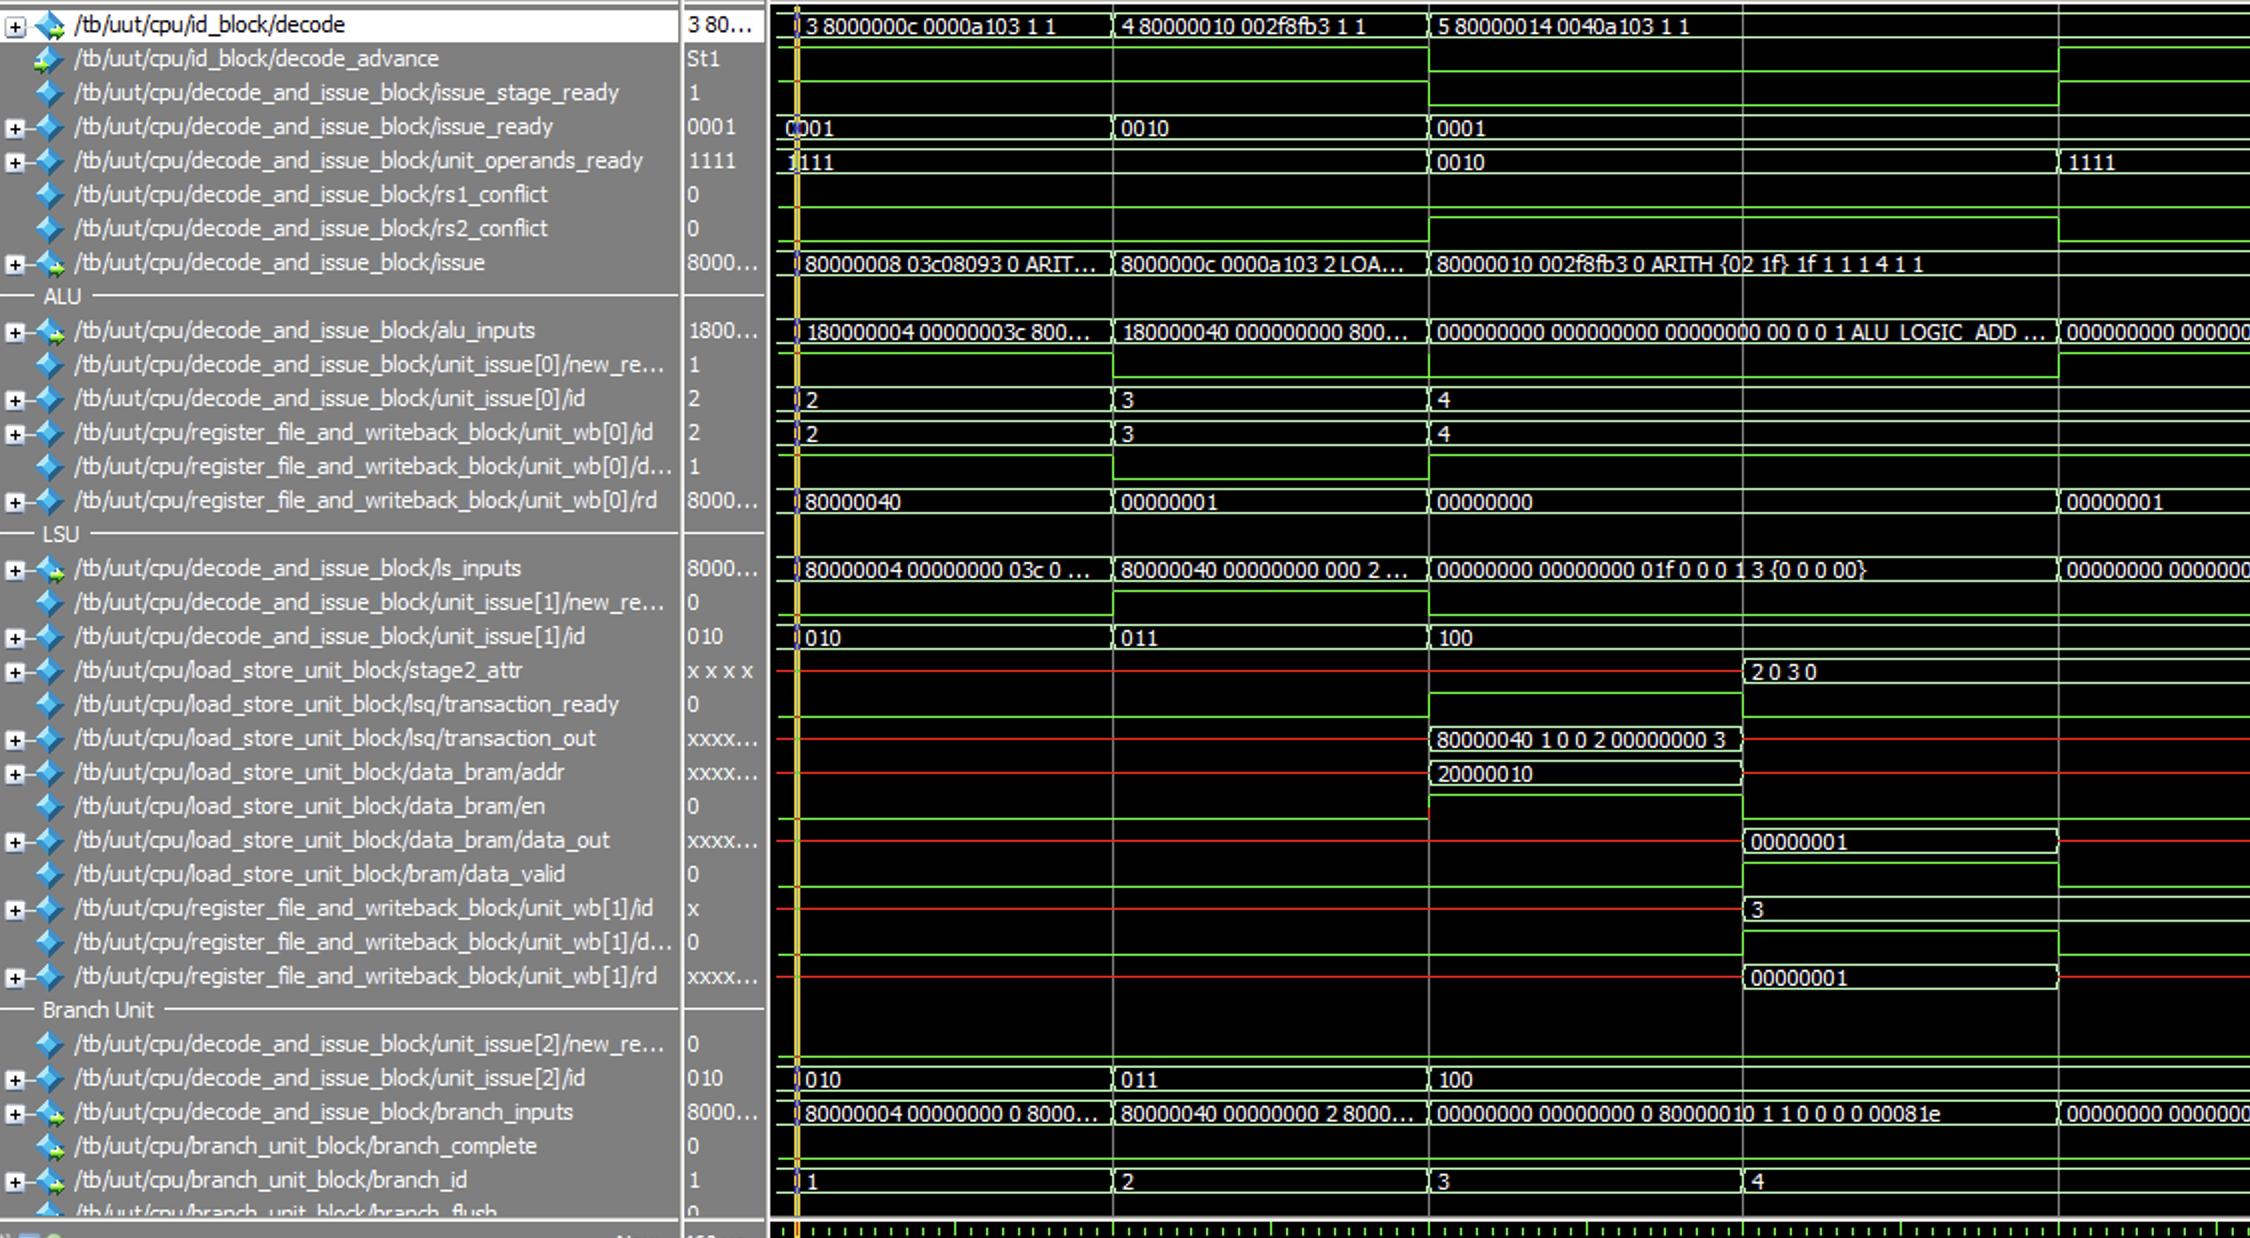 /tb/uut/cpu/id_block/decode 3 80... 3 8000000c 0000a103 1 1 4 80000010 002f8fb3 1 1 5 80000014 0040a103 1 1
/tb/uut/cpu/id_block/decode_advance St1
/tb/uut/cpu/decode_and_issue_block/issue_stage_ready 1
/tb/uut/cpu/decode_and_issue_block/issue_ready 0001 0001 0010 0001
/tb/uut/cpu/decode_and_issue_block/unit_operands_ready 1111 1111 0010 1111
/tb/uut/cpu/decode_and_issue_block/rs1_conflict 0
/tb/uut/cpu/decode_and_issue_block/rs2_conflict 0
/tb/uut/cpu/decode_and_issue_block/issue 8000... 80000008 03c08093 0 ARIT... 8000000c 0000a103 2 LOA... 80000010 002f8fb3 0 ARITH {02 1f} 1f 1 1 1 4 1 1
ALU
/tb/uut/cpu/decode_and_issue_block/alu_inputs 1800... 180000004 00000003c 800... 180000040 000000000 800... 000000000 000000000 00000000 00 0 0 1 ALU_LOGIC_ADD ... 000000000 000000
/tb/uut/cpu/decode_and_issue_block/unit_issue[0]/new_re... 1
/tb/uut/cpu/decode_and_issue_block/unit_issue[0]/id 2 2 3 4
/tb/uut/cpu/register_file_and_writeback_block/unit_wb[0]/id 2 2 3 4
/tb/uut/cpu/register_file_and_writeback_block/unit_wb[0]/d... 1
/tb/uut/cpu/register_file_and_writeback_block/unit_wb[0]/rd 8000... 80000040 00000001 00000000 00000001
LSU
/tb/uut/cpu/decode_and_issue_block/ls_inputs 8000... 80000004 00000000 03c 0 ... 80000040 00000000 000 2 ... 00000000 00000000 01f 0 0 0 1 3 {0 0 0 00} 00000000 0000000
/tb/uut/cpu/decode_and_issue_block/unit_issue[1]/new_re... 0
/tb/uut/cpu/decode_and_issue_block/unit_issue[1]/id 010 010 011 100
/tb/uut/cpu/load_store_unit_block/stage2_attr x x x x 2 0 3 0
/tb/uut/cpu/load_store_unit_block/lsq/transaction_ready 0
/tb/uut/cpu/load_store_unit_block/lsq/transaction_out xxxx... 80000040 1 0 0 2 00000000 3
/tb/uut/cpu/load_store_unit_block/data_bram/addr xxxx... 20000010
/tb/uut/cpu/load_store_unit_block/data_bram/en 0
/tb/uut/cpu/load_store_unit_block/data_bram/data_out xxxx... 00000001
/tb/uut/cpu/load_store_unit_block/bram/data_valid 0
/tb/uut/cpu/register_file_and_writeback_block/unit_wb[1]/id x 3
/tb/uut/cpu/register_file_and_writeback_block/unit_wb[1]/d... 0
/tb/uut/cpu/register_file_and_writeback_block/unit_wb[1]/rd xxxx... 00000001
Branch Unit
/tb/uut/cpu/decode_and_issue_block/unit_issue[2]/new_re... 0
/tb/uut/cpu/decode_and_issue_block/unit_issue[2]/id 010 010 011 100
/tb/uut/cpu/decode_and_issue_block/branch_inputs 8000... 80000004 00000000 0 8000... 80000040 00000000 2 8000... 00000000 00000000 0 80000010 1 1 0 0 0 0 00081e 00000000 0000000
/tb/uut/cpu/branch_unit_block/branch_complete 0
/tb/uut/cpu/branch_unit_block/branch_id 1 1 2 3 4
/tb/uut/cpu/branch_unit_block/branch_flush 0